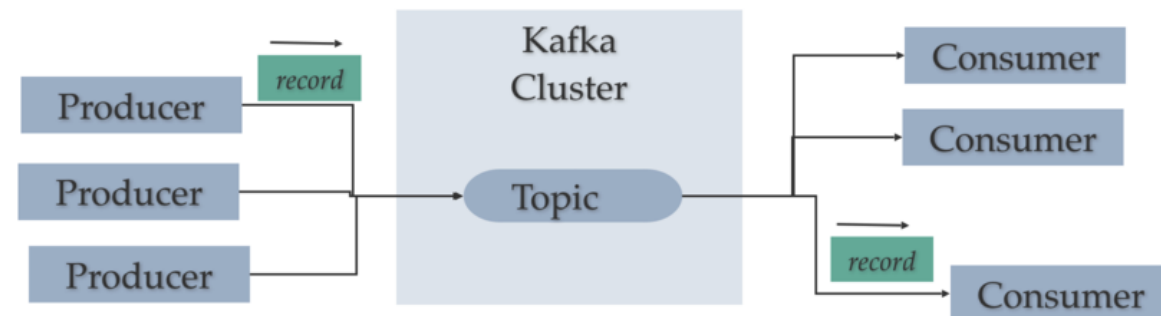 Producer
record
Producer
Producer
Kafka
Cluster
Topic
Consumer
Consumer
record
Consumer